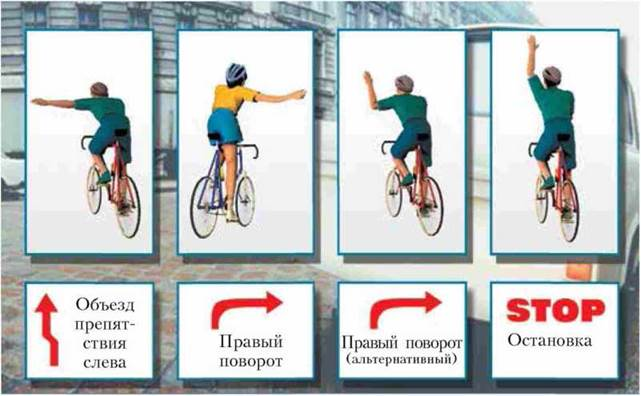 Объезд
препят-
ствия
слева
Правый
поворот
Правый поворот
(альтернативный)
STOP
Остановка